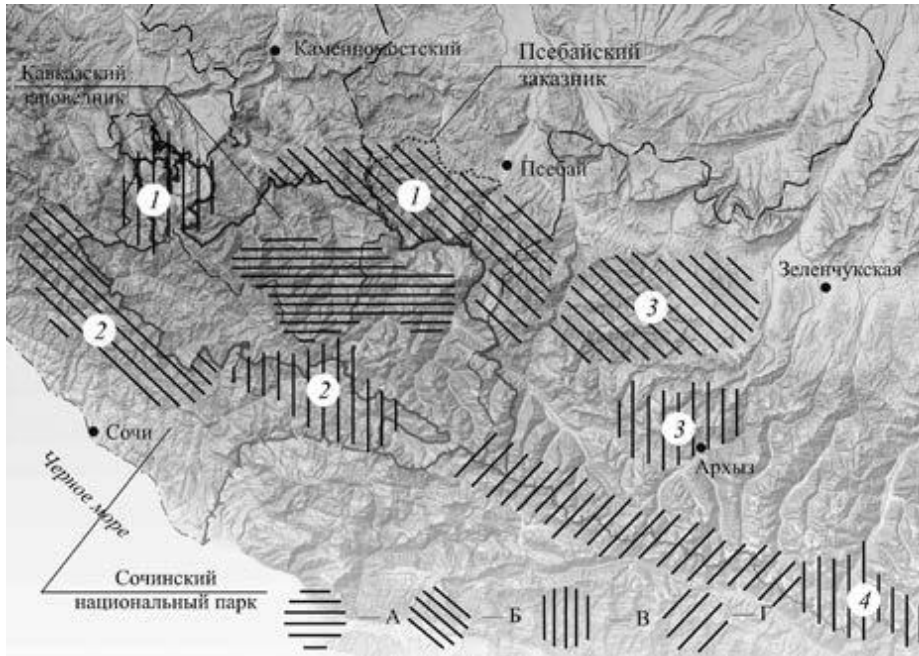 Каменномостский
Псебайский
заказник
Кавказский
заповедник
Псебай
1
1
Зеленчукская
3
2
2
3
Сочи
Архыз
Черное море
Сочинский
национальный парк
4
А
Б
В
Г